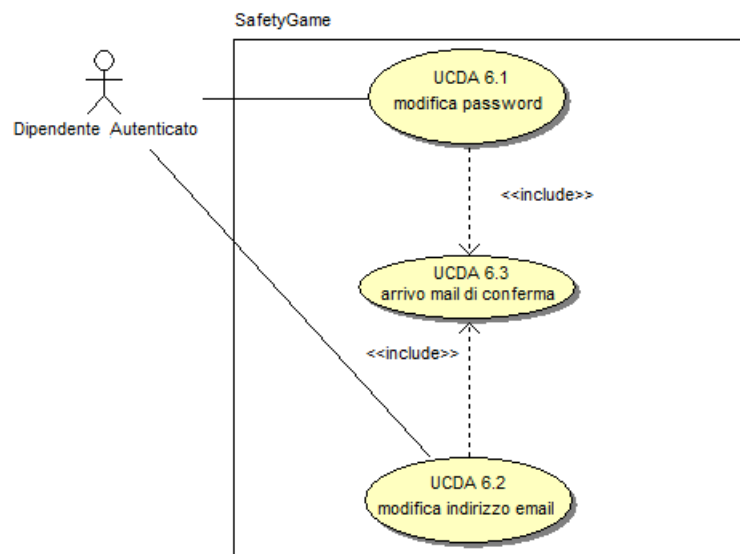 SafetyGame
UCDA 6.1
modifica password
Dipendente Autenticato
<<include>>
UCDA 6.3
arrivo mail di conferma
<<include>>
UCDA 6.2
modifica indirizzo email